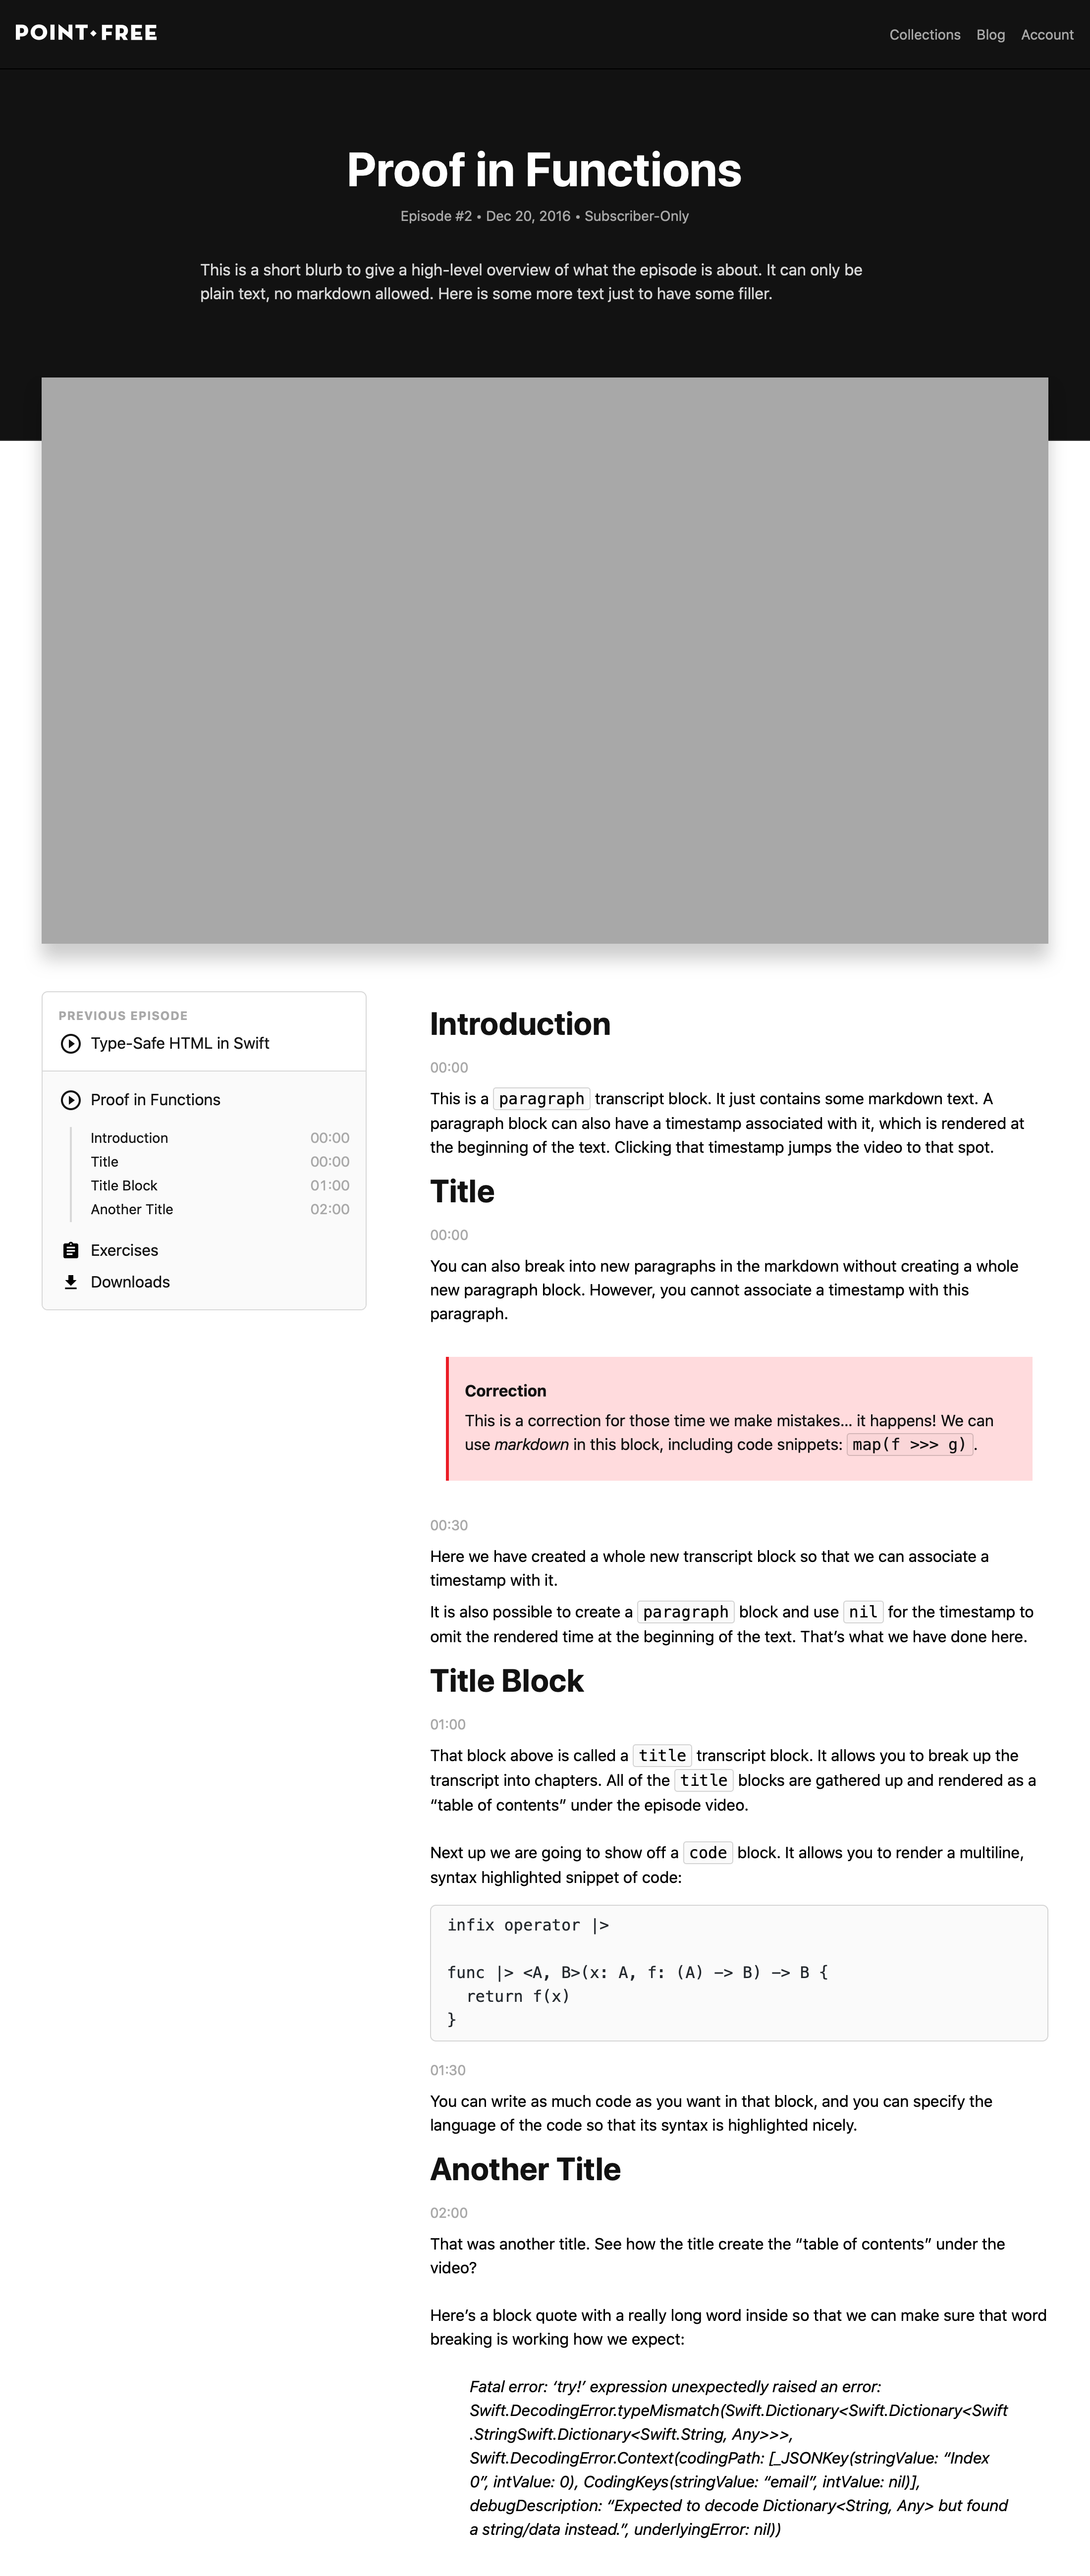 POINT•FREE
Collections Blog Account
Proof in Functions
Episode #2 • Dec 20, 2016 • Subscriber-Only
This is a short blurb to give a high-level overview of what the episode is about. It can only be
plain text, no markdown allowed. Here is some more text just to have some filler.
PREVIOUS EPISODE
Type-Safe HTML in Swift
Proof in Functions
Introduction 00:00
Title 00:00
Title Block 01:00
Another Title 02:00
Exercises
Downloads
Introduction
00:00
This is a paragraph transcript block. It just contains some markdown text. A
paragraph block can also have a timestamp associated with it, which is rendered at
the beginning of the text. Clicking that timestamp jumps the video to that spot.
Title
00:00
You can also break into new paragraphs in the markdown without creating a whole
new paragraph block. However, you cannot associate a timestamp with this
paragraph.
Correction
This is a correction for those time we make mistakes… it happens! We can
use markdown in this block, including code snippets: map(f >>> g).
00:30
Here we have created a whole new transcript block so that we can associate a
timestamp with it.
It is also possible to create a paragraph block and use nil for the timestamp to
omit the rendered time at the beginning of the text. That’s what we have done here.
Title Block
01:00
That block above is called a title transcript block. It allows you to break up the
transcript into chapters. All of the title blocks are gathered up and rendered as a
“table of contents” under the episode video.
Next up we are going to show off a code block. It allows you to render a multiline,
syntax highlighted snippet of code:
infix operator |>
func |> <A, B>(x: A, f: (A) -> B) -> B {
  return f(x)
}
01:30
You can write as much code as you want in that block, and you can specify the
language of the code so that its syntax is highlighted nicely.
Another Title
02:00
That was another title. See how the title create the “table of contents” under the
video?
Here’s a block quote with a really long word inside so that we can make sure that word
breaking is working how we expect:
Fatal error: ‘try!’ expression unexpectedly raised an error:
Swift.DecodingError.typeMismatch(Swift.Dictionary<Swift.Dictionary<Swift
.StringSwift.Dictionary<Swift.String, Any>>>,
Swift.DecodingError.Context(codingPath: [_JSONKey(stringValue: “Index
0”, intValue: 0), CodingKeys(stringValue: “email”, intValue: nil)],
debugDescription: “Expected to decode Dictionary<String, Any> but found
a string/data instead.”, underlyingError: nil))